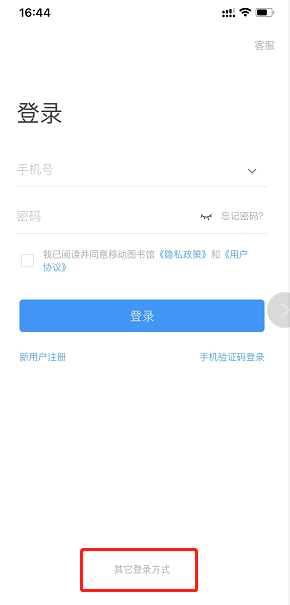 16:44
客服
登录
手机号
密码 忘记密码?
我已阅读并同意移动图书馆《隐私政策》和《用户
协议》
登录
新用户注册 手机验证码登录
其它登录方式